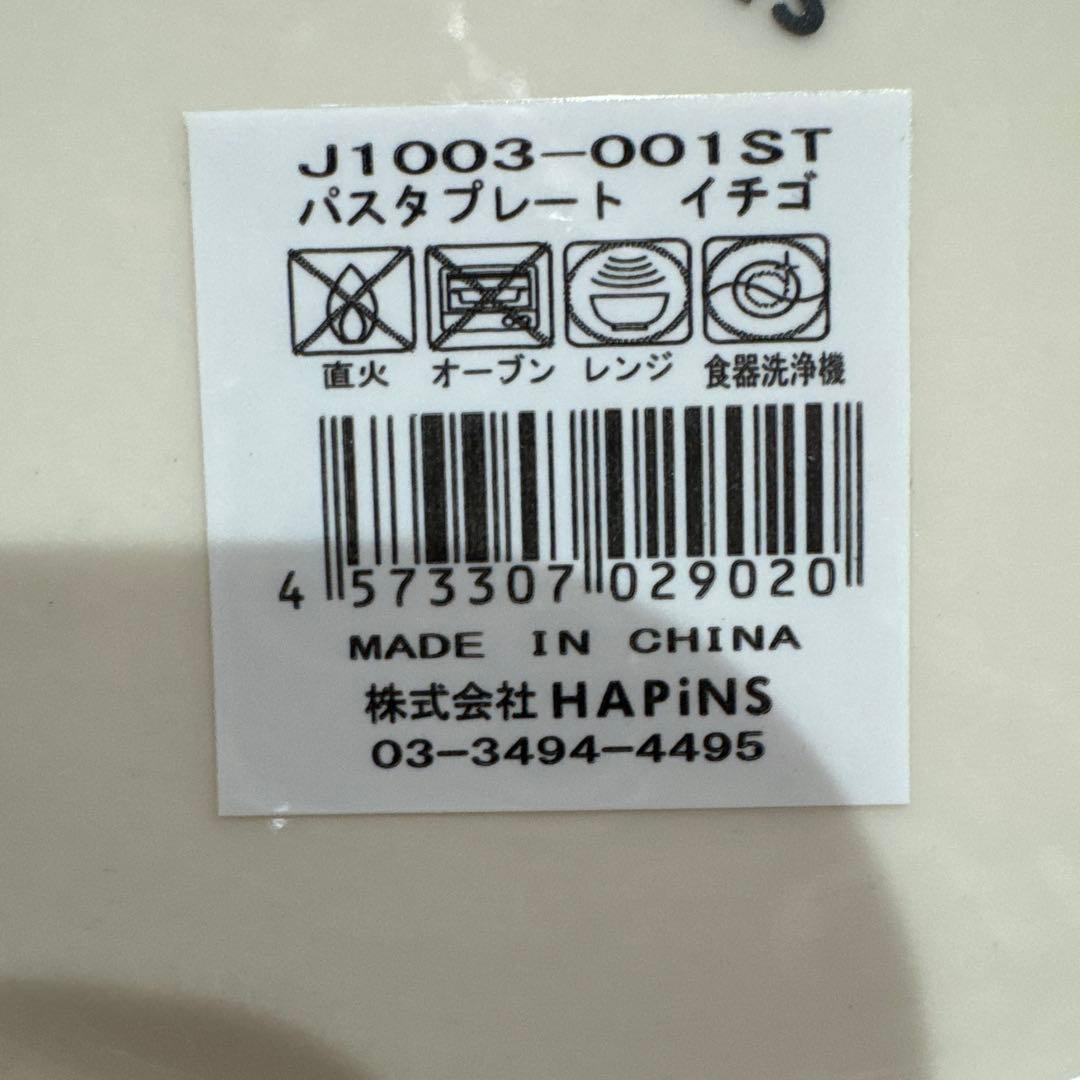 J1003-001ST
パスタプレート イチゴ
直火 オーブン レンジ 食器洗浄機
4 573307 029020
MADE IN CHINA
株式会社 HAPiNS
03-3494-4495